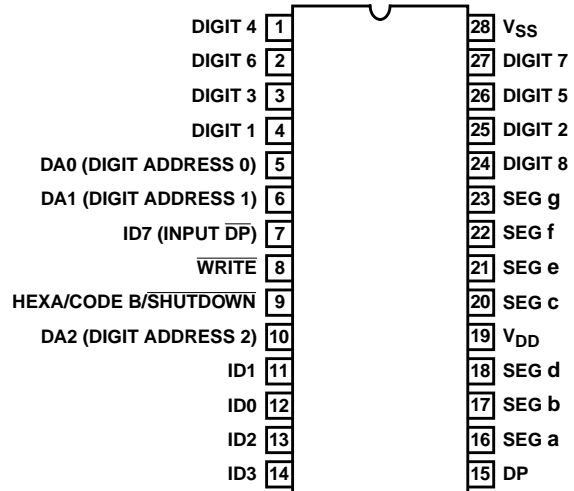 DIGIT 4 1 28 VSS
DIGIT 6 2 27 DIGIT 7
DIGIT 3 3 26 DIGIT 5
DIGIT 1 4 25 DIGIT 2
DA0 (DIGIT ADDRESS 0) 5 24 DIGIT 8
DA1 (DIGIT ADDRESS 1) 6 23 SEG g
ID7 (INPUT DP) 7 22 SEG f
WRITE 8 21 SEG e
HEXA/CODE B/SHUTDOWN 9 20 SEG c
DA2 (DIGIT ADDRESS 2) 10 19 VDD
ID1 11 18 SEG d
ID0 12 17 SEG b
ID2 13 16 SEG a
ID3 14 15 DP